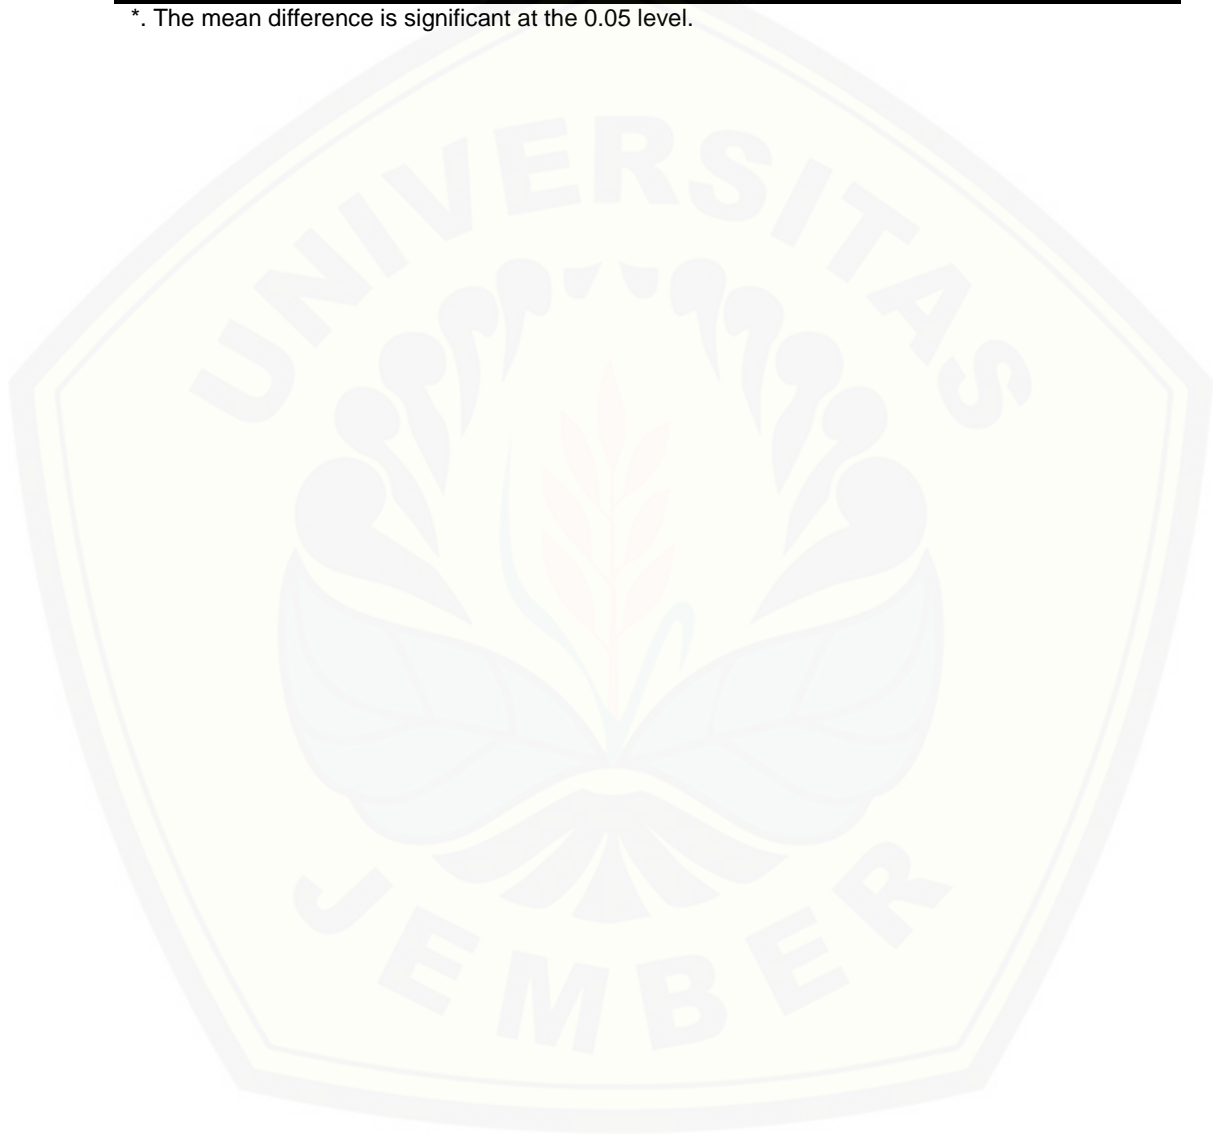 *. The mean difference is significant at the 0.05 level.
UNIVERSITAS
JEMBER